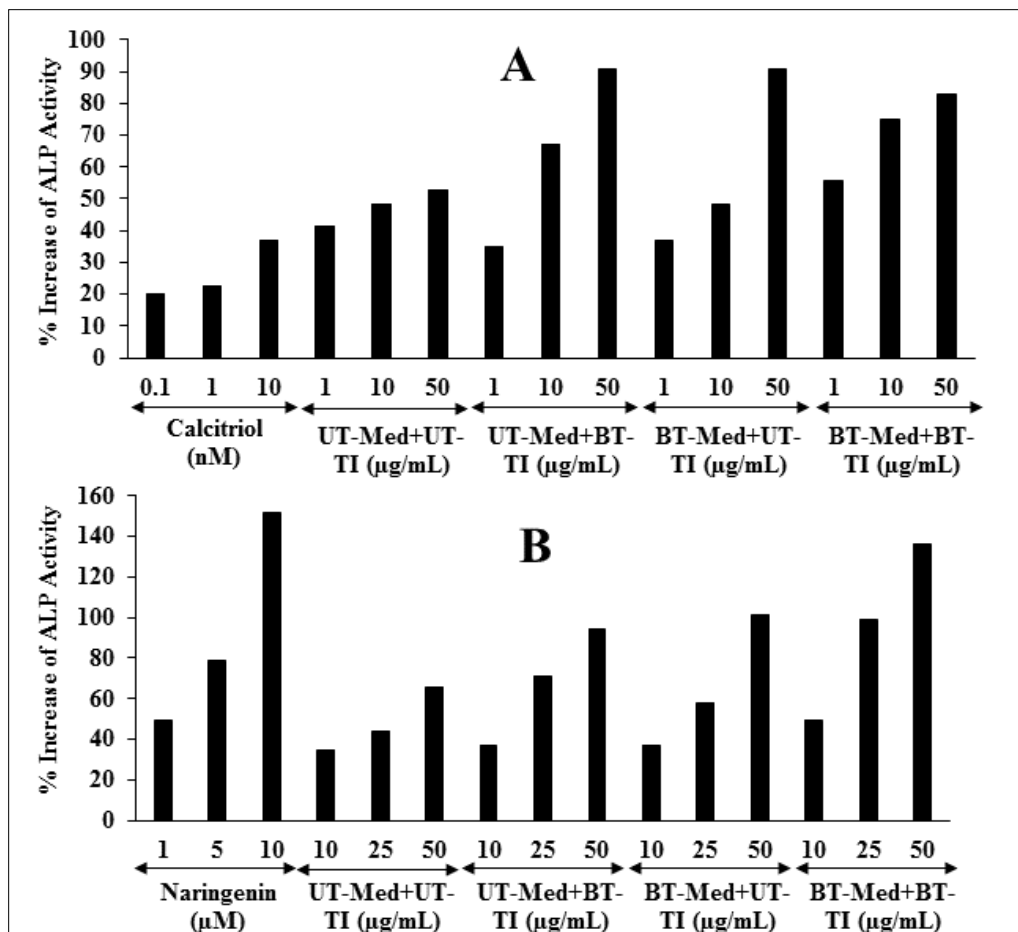 100
90
80
70
60
50
40
30
20
10
0
% Increase of ALP Activity
A
0.1 1 10 1 10 50 1 10 50 1 10 50 1 10 50
Calcitriol
(nM)
UT-Med+UT-
TI (µg/mL)
UT-Med+BT-
TI (µg/mL)
BT-Med+UT-
TI (µg/mL)
BT-Med+BT-
TI (µg/mL)
160
140
120
100
80
60
40
20
0
% Increase of ALP Activity
B
1 5 10 10 25 50 10 25 50 10 25 50 10 25 50
Naringenin
(µM)
UT-Med+UT-
TI (µg/mL)
UT-Med+BT-
TI (µg/mL)
BT-Med+UT-
TI (µg/mL)
BT-Med+BT-
TI (µg/mL)